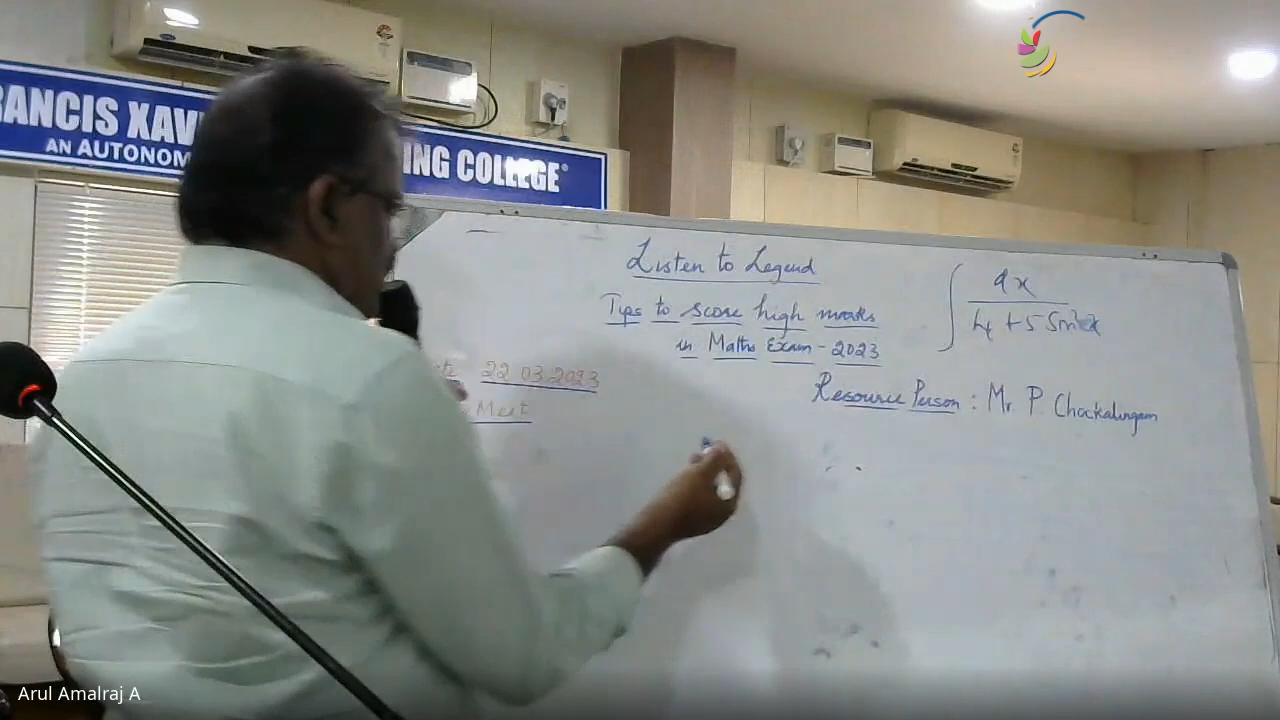 RANCIS XAV
ING COLLEGE
AN AUTONOM
Listen to Legend
Tips to score high marks
in Maths Exam - 2023
22.03.2023
Meet
Resource Person : Mr P. Chockalingam
∫ dx
4 + 5 Sin
Arul Amalraj A